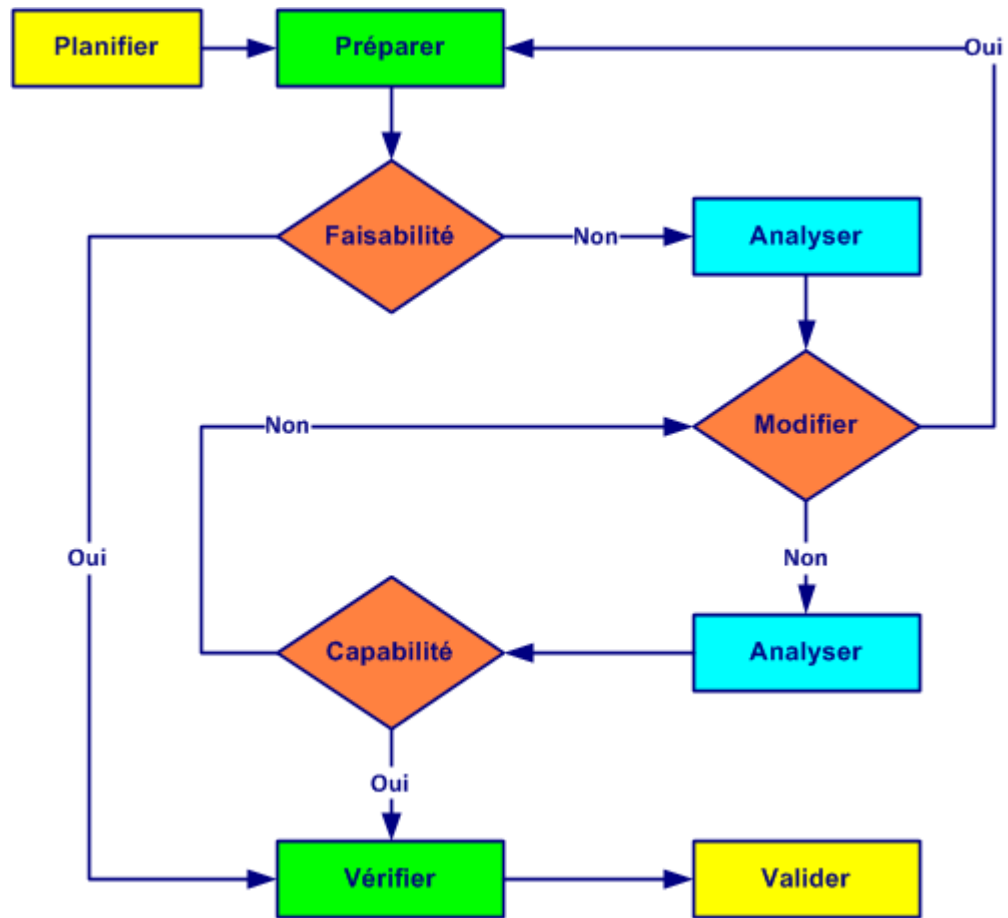 Planifier
Préparer
Oui
Faisabilité
Non
Analyser
Non
Modifier
Oui
Non
Capabilité
Analyser
Oui
Vérifier
Valider